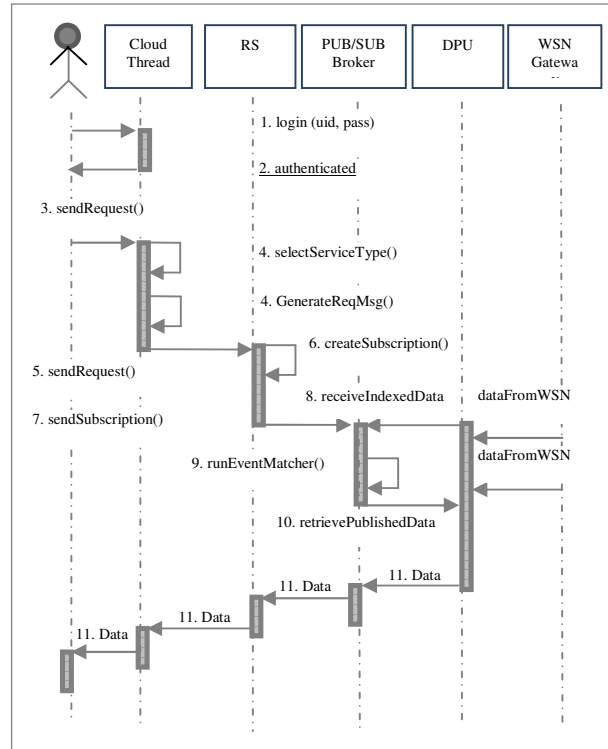 Cloud Thread
RS
PUB/SUB Broker
DPU
WSN Gatewa
1. login (uid, pass)
2. authenticated
3. sendRequest()
4. selectServiceType()
4. GenerateReqMsg()
6. createSubscription()
5. sendRequest()
8. receiveIndexedData
dataFromWSN
7. sendSubscription()
dataFromWSN
9. runEventMatcher()
10. retrievePublishedData
11. Data
11. Data
11. Data
11. Data